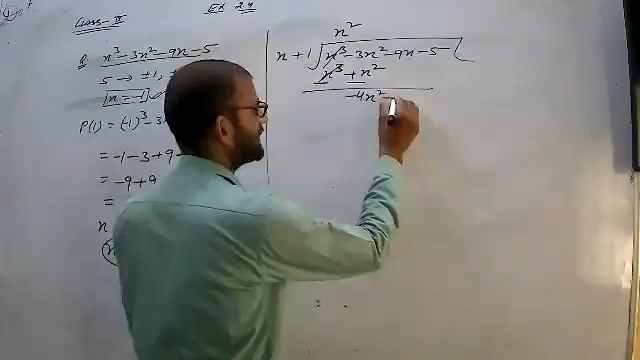 Class-II
Ex 2.4
Q x³-3x²-9x-5
5 → ±1, ±
x=-1
P(1) = (-1)³-3
= -1-3+9
= -9+9
=
x
x²
x+1 x³-3x²-9x-5
x³+x²
-4x²